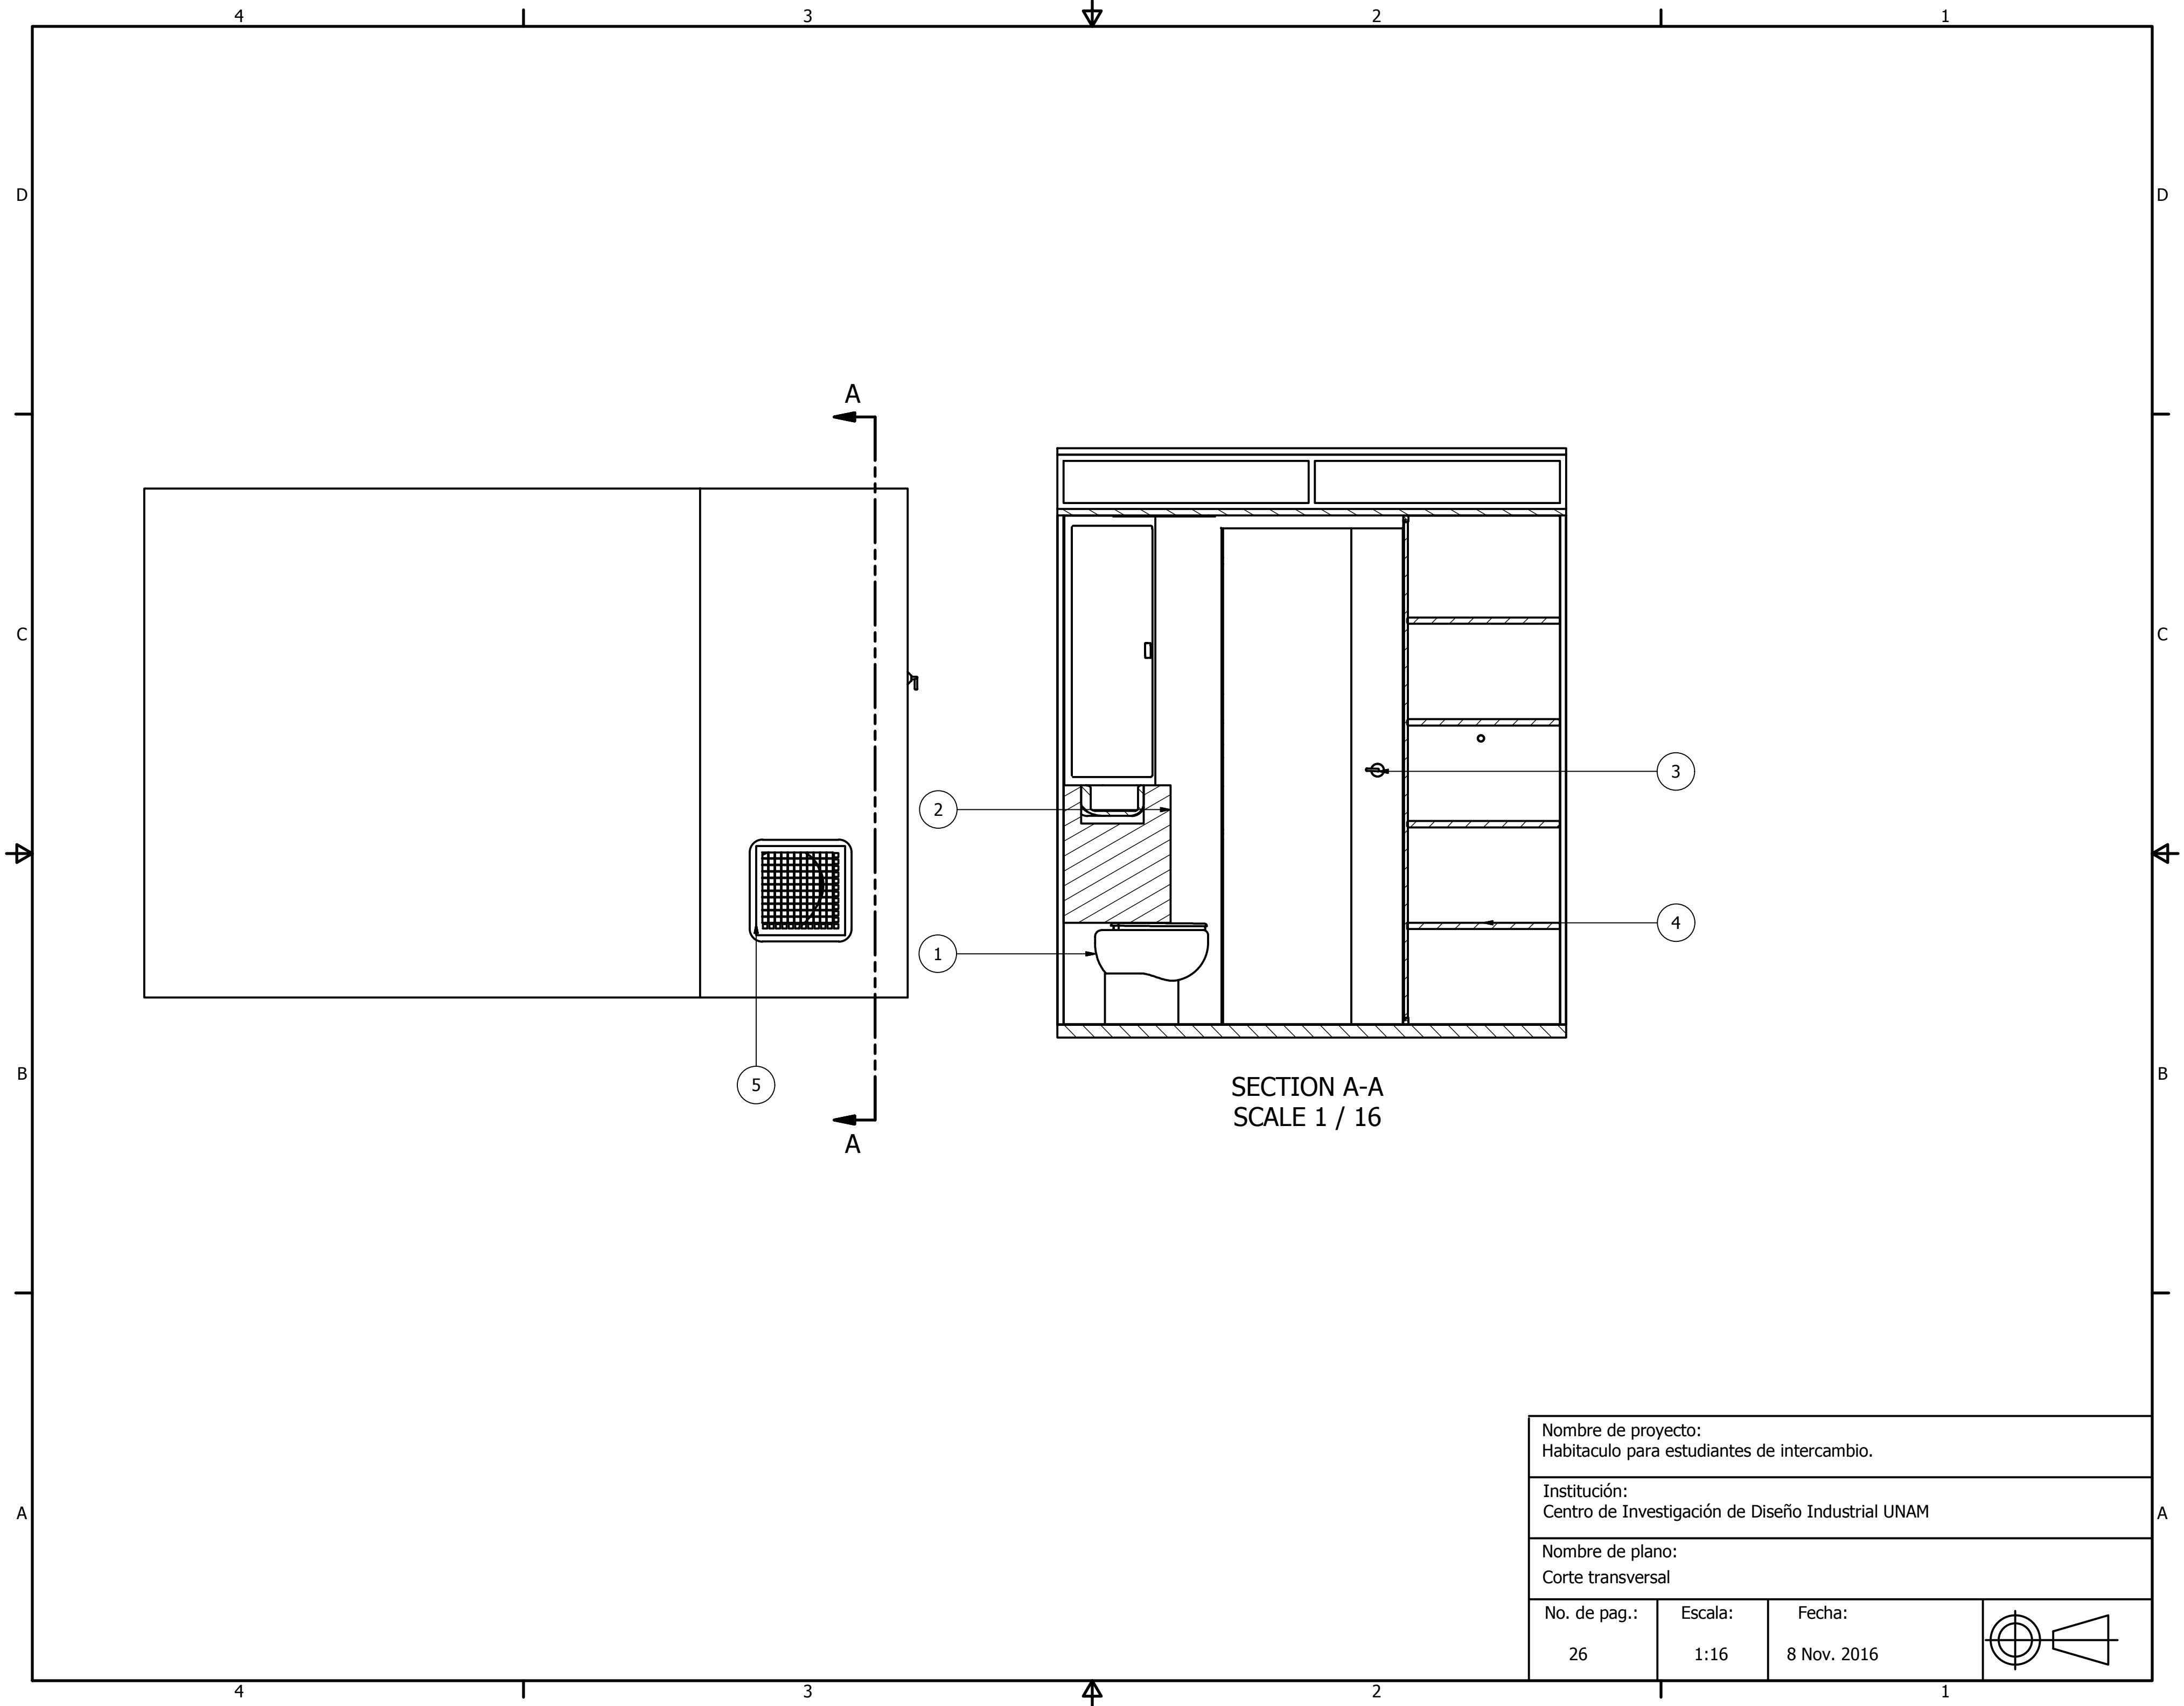 4 3 2 1
D D
A
C C
2
3
1
4
B B
5
A
SECTION A-A
SCALE 1 / 16
Nombre de proyecto:
Habitaculo para estudiantes de intercambio.
Institución:
Centro de Investigación de Diseño Industrial UNAM
A A
Nombre de plano:
Corte transversal
No. de pag.: Escala: Fecha:
26 1:16 8 Nov. 2016
4 3 2 1